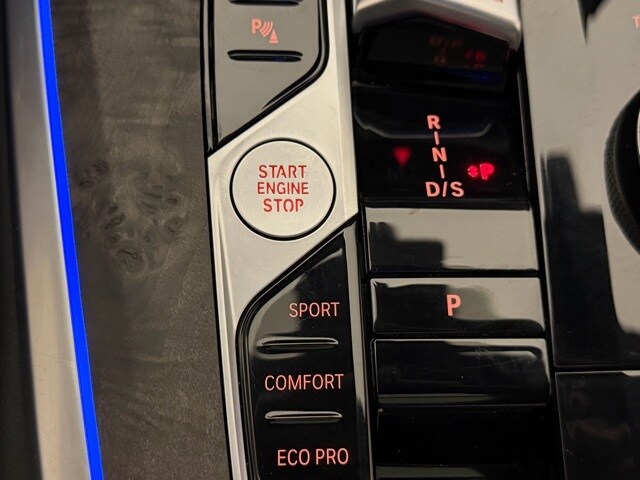 P
START
ENGINE
STOP
R
N
D/S
P
P
SPORT
COMFORT
ECO PRO
T